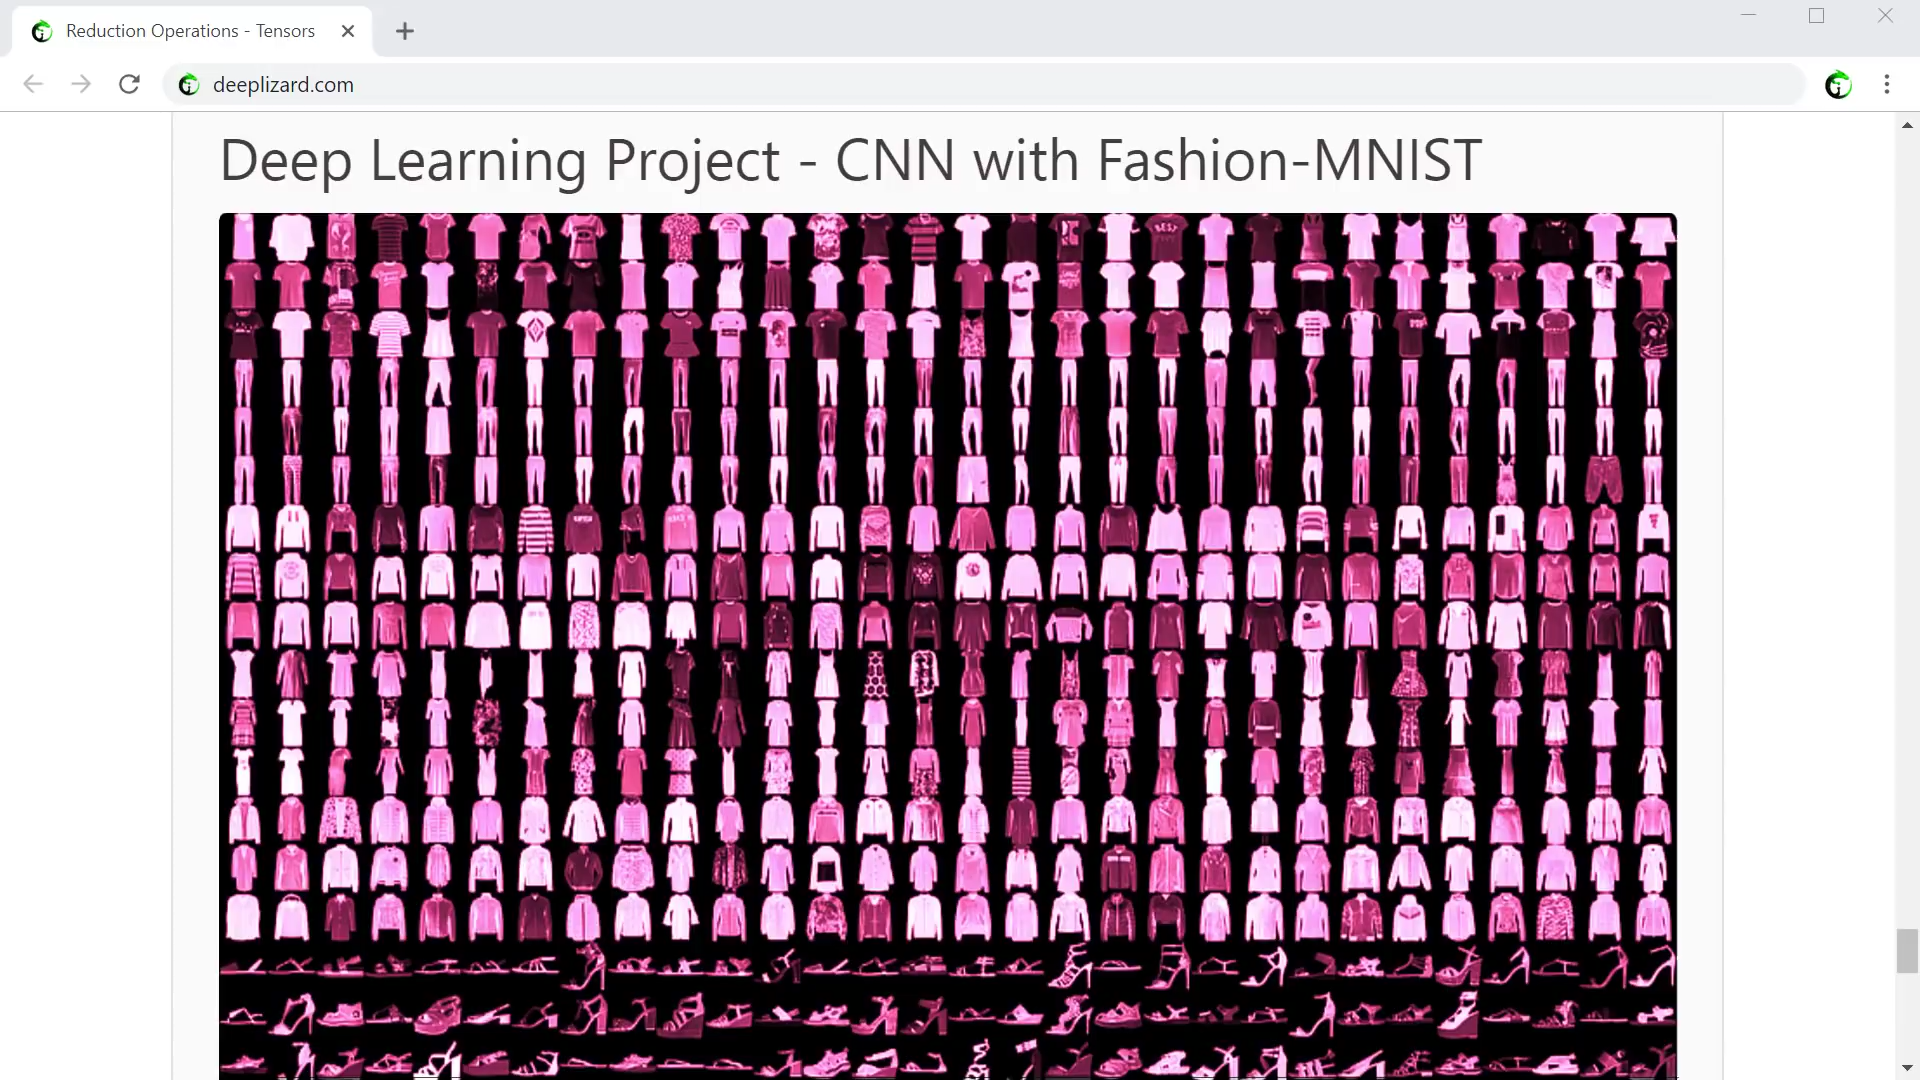 Reduction Operations - Tensors
deeplizard.com
Deep Learning Project - CNN with Fashion-MNIST